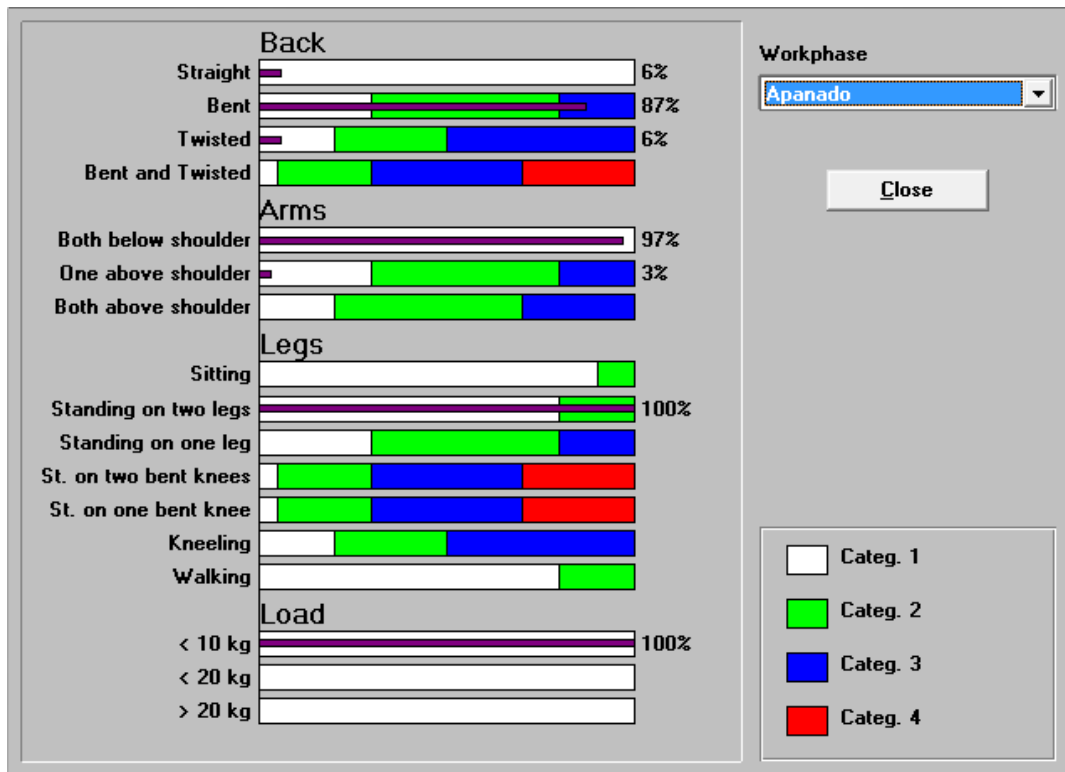 Back
Straight 6%
Bent 87%
Twisted 6%
Bent and Twisted
Arms
Both below shoulder 97%
One above shoulder 3%
Both above shoulder
Legs
Sitting
Standing on two legs 100%
Standing on one leg
St. on two bent knees
St. on one bent knee
Kneeling
Walking
Load
< 10 kg 100%
< 20 kg
> 20 kg
Workphase
Apanado
Close
Categ. 1
Categ. 2
Categ. 3
Categ. 4